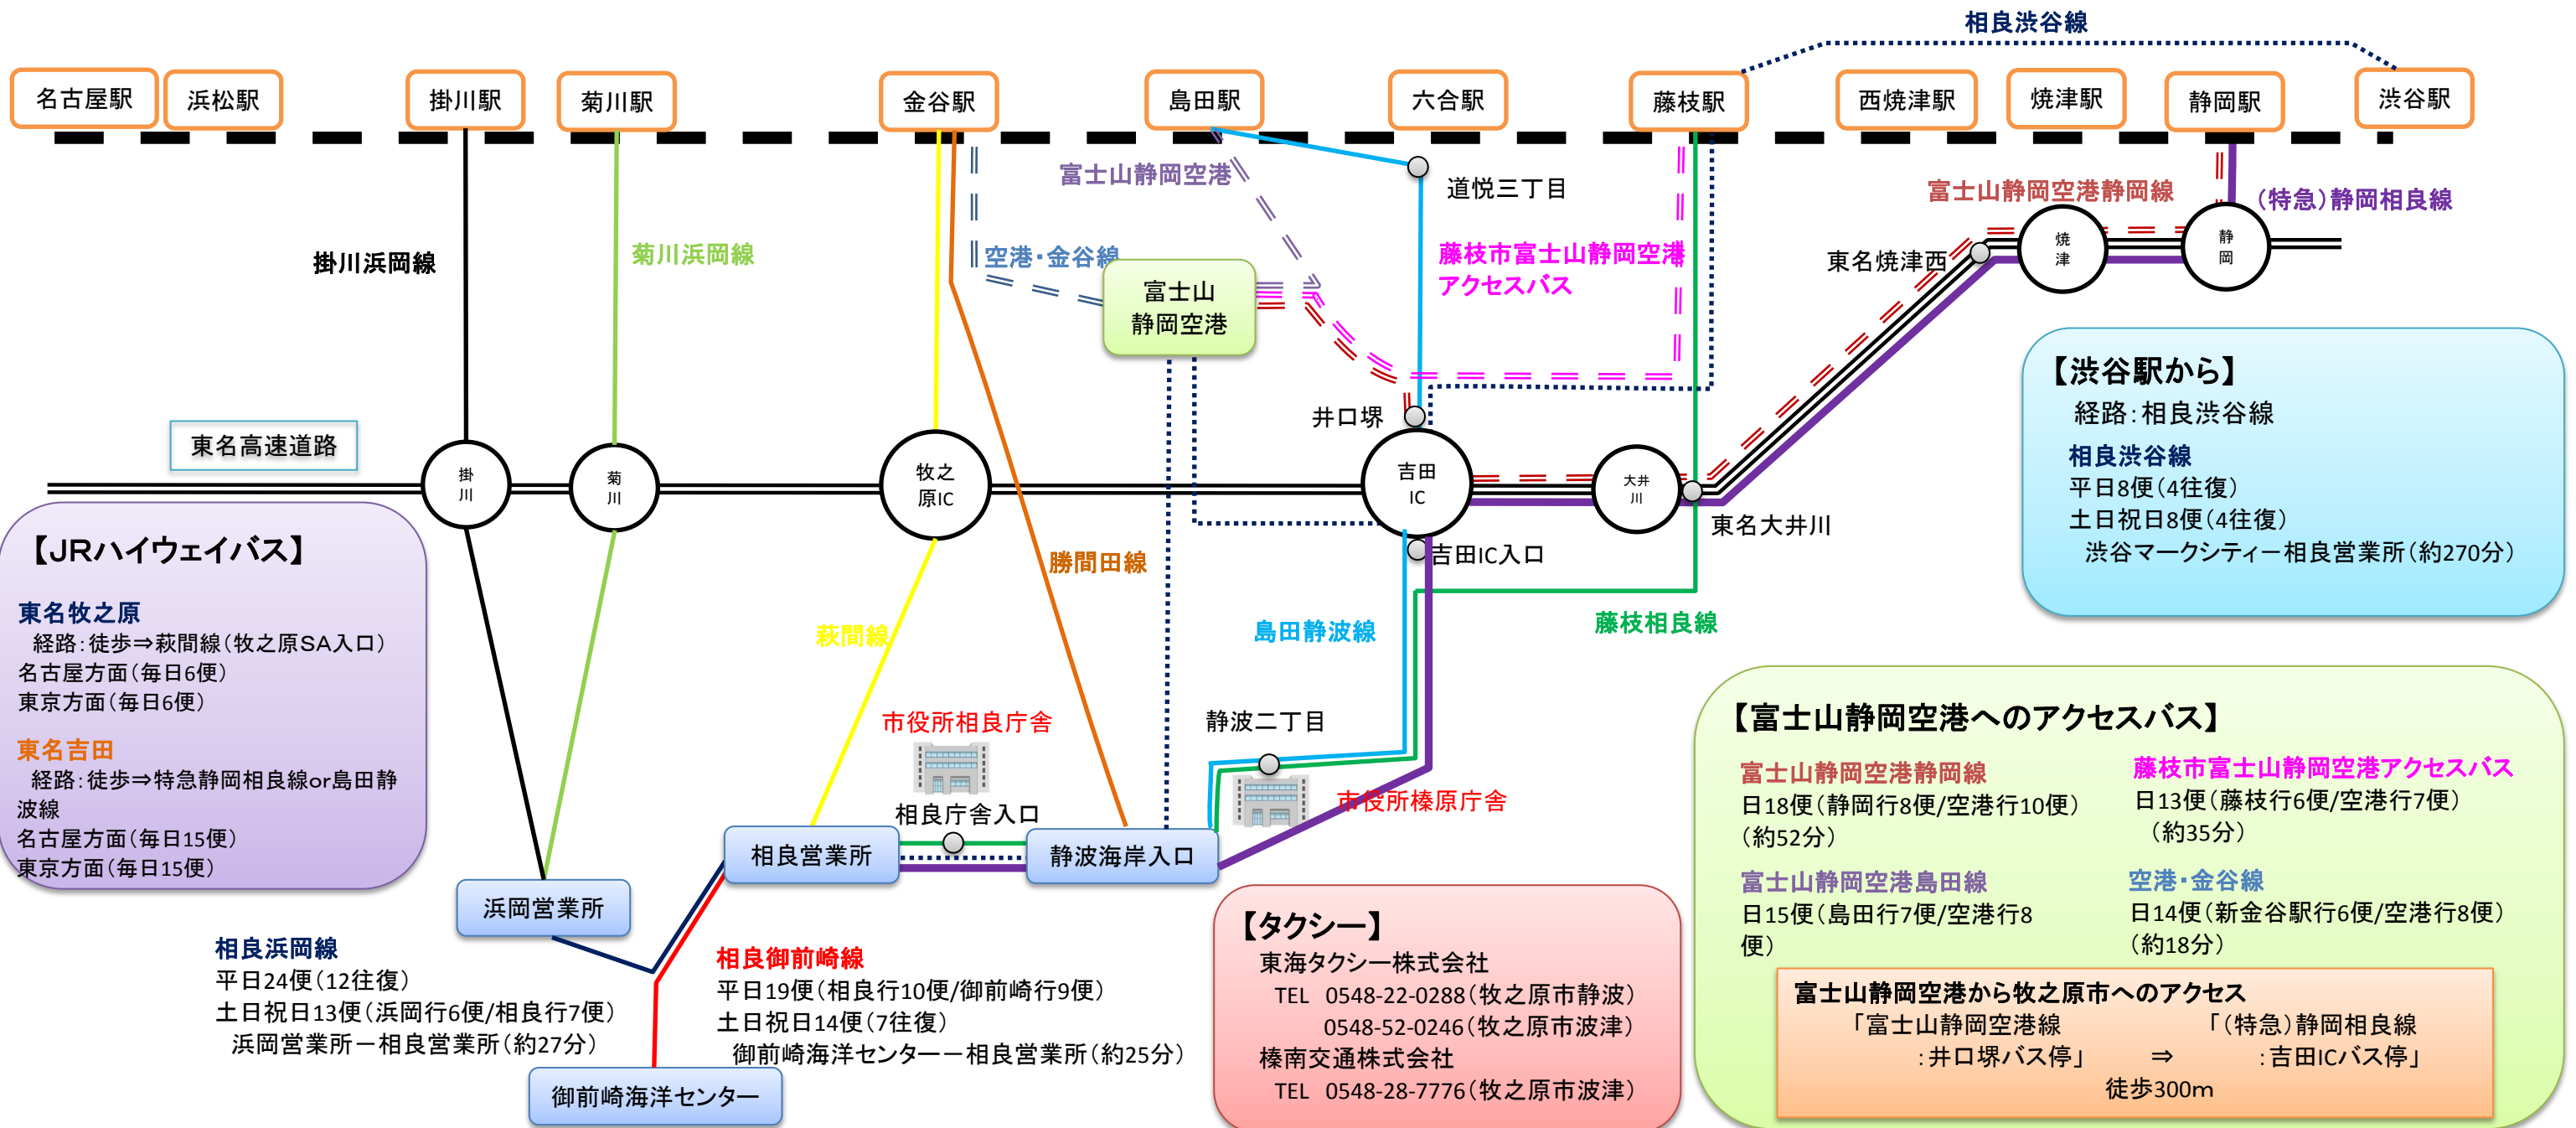 相良渋谷線
名古屋駅
浜松駅
掛川駅
菊川駅
金谷駅
島田駅
六合駅
藤枝駅
西焼津駅
焼津駅
静岡駅
渋谷駅
富士山静岡空港
道悦三丁目
富士山静岡空港静岡線
(特急)静岡相良線
掛川浜岡線
菊川浜岡線
空港・金谷線
藤枝市富士山静岡空港
アクセスバス
東名焼津西
焼
津
静
岡
富士山
静岡空港
井口堺
東名高速道路
掛
川
菊
川
牧之
原IC
吉田
IC
大井
川
東名大井川
吉田IC入口
勝間田線
萩間線
島田静波線
藤枝相良線
【渋谷駅から】
経路:相良渋谷線
相良渋谷線
平日8便(4往復)
土日祝日8便(4往復)
渋谷マークシティー相良営業所(約270分)
【JRハイウェイバス】
東名牧之原
経路:徒歩⇒萩間線(牧之原SA入口)
名古屋方面(毎日6便)
東京方面(毎日6便)
東名吉田
経路:徒歩⇒特急静岡相良線or島田静
波線
名古屋方面(毎日15便)
東京方面(毎日15便)
市役所相良庁舎
相良庁舎入口
静波二丁目
市役所榛原庁舎
相良営業所
静波海岸入口
浜岡営業所
御前崎海洋センター
相良浜岡線
平日24便(12往復)
土日祝日13便(浜岡行6便/相良行7便)
浜岡営業所ー相良営業所(約27分)
相良御前崎線
平日19便(相良行10便/御前崎行9便)
土日祝日14便(7往復)
御前崎海洋センターー相良営業所(約25分)
【タクシー】
東海タクシー株式会社
TEL 0548-22-0288(牧之原市静波)
0548-52-0246(牧之原市波津)
榛南交通株式会社
TEL 0548-28-7776(牧之原市波津)
【富士山静岡空港へのアクセスバス】
富士山静岡空港静岡線
日18便(静岡行8便/空港行10便)
(約52分)
藤枝市富士山静岡空港アクセスバス
日13便(藤枝行6便/空港行7便)
(約35分)
富士山静岡空港島田線
日15便(島田行7便/空港行8
便)
空港・金谷線
日14便(新金谷駅行6便/空港行8便)
(約18分)
富士山静岡空港から牧之原市へのアクセス
「富士山静岡空港線 「(特急)静岡相良線
:井口堺バス停」 ⇒ :吉田ICバス停」
徒歩300m